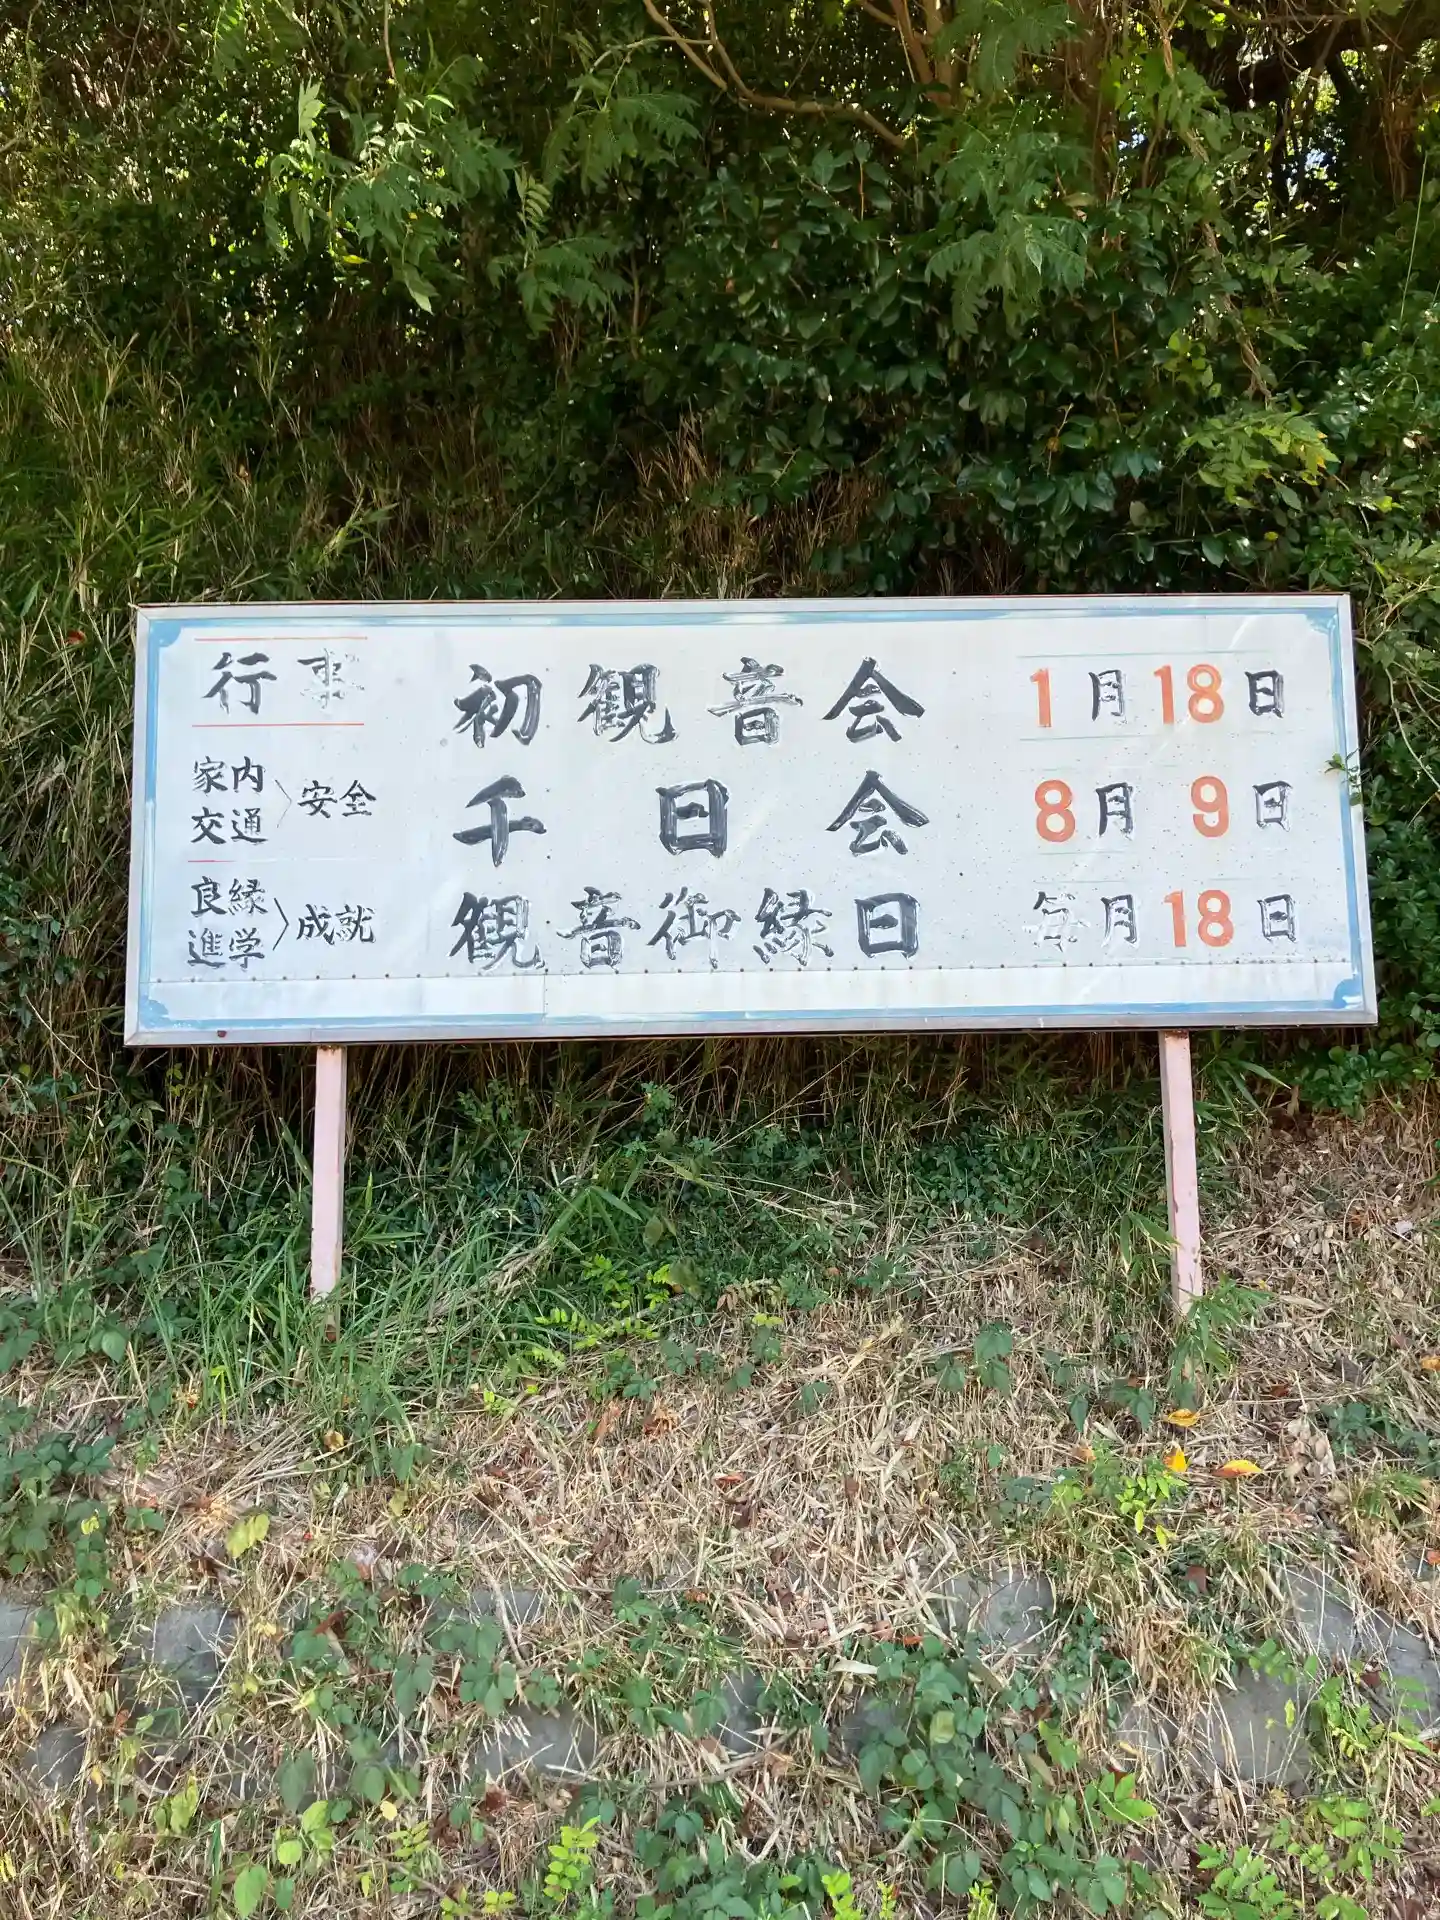 行事
家内
交通
〉安全
良縁
進学
〉成就
初観音会 1月18日
千日会 8月9日
観音御縁日 毎月18日